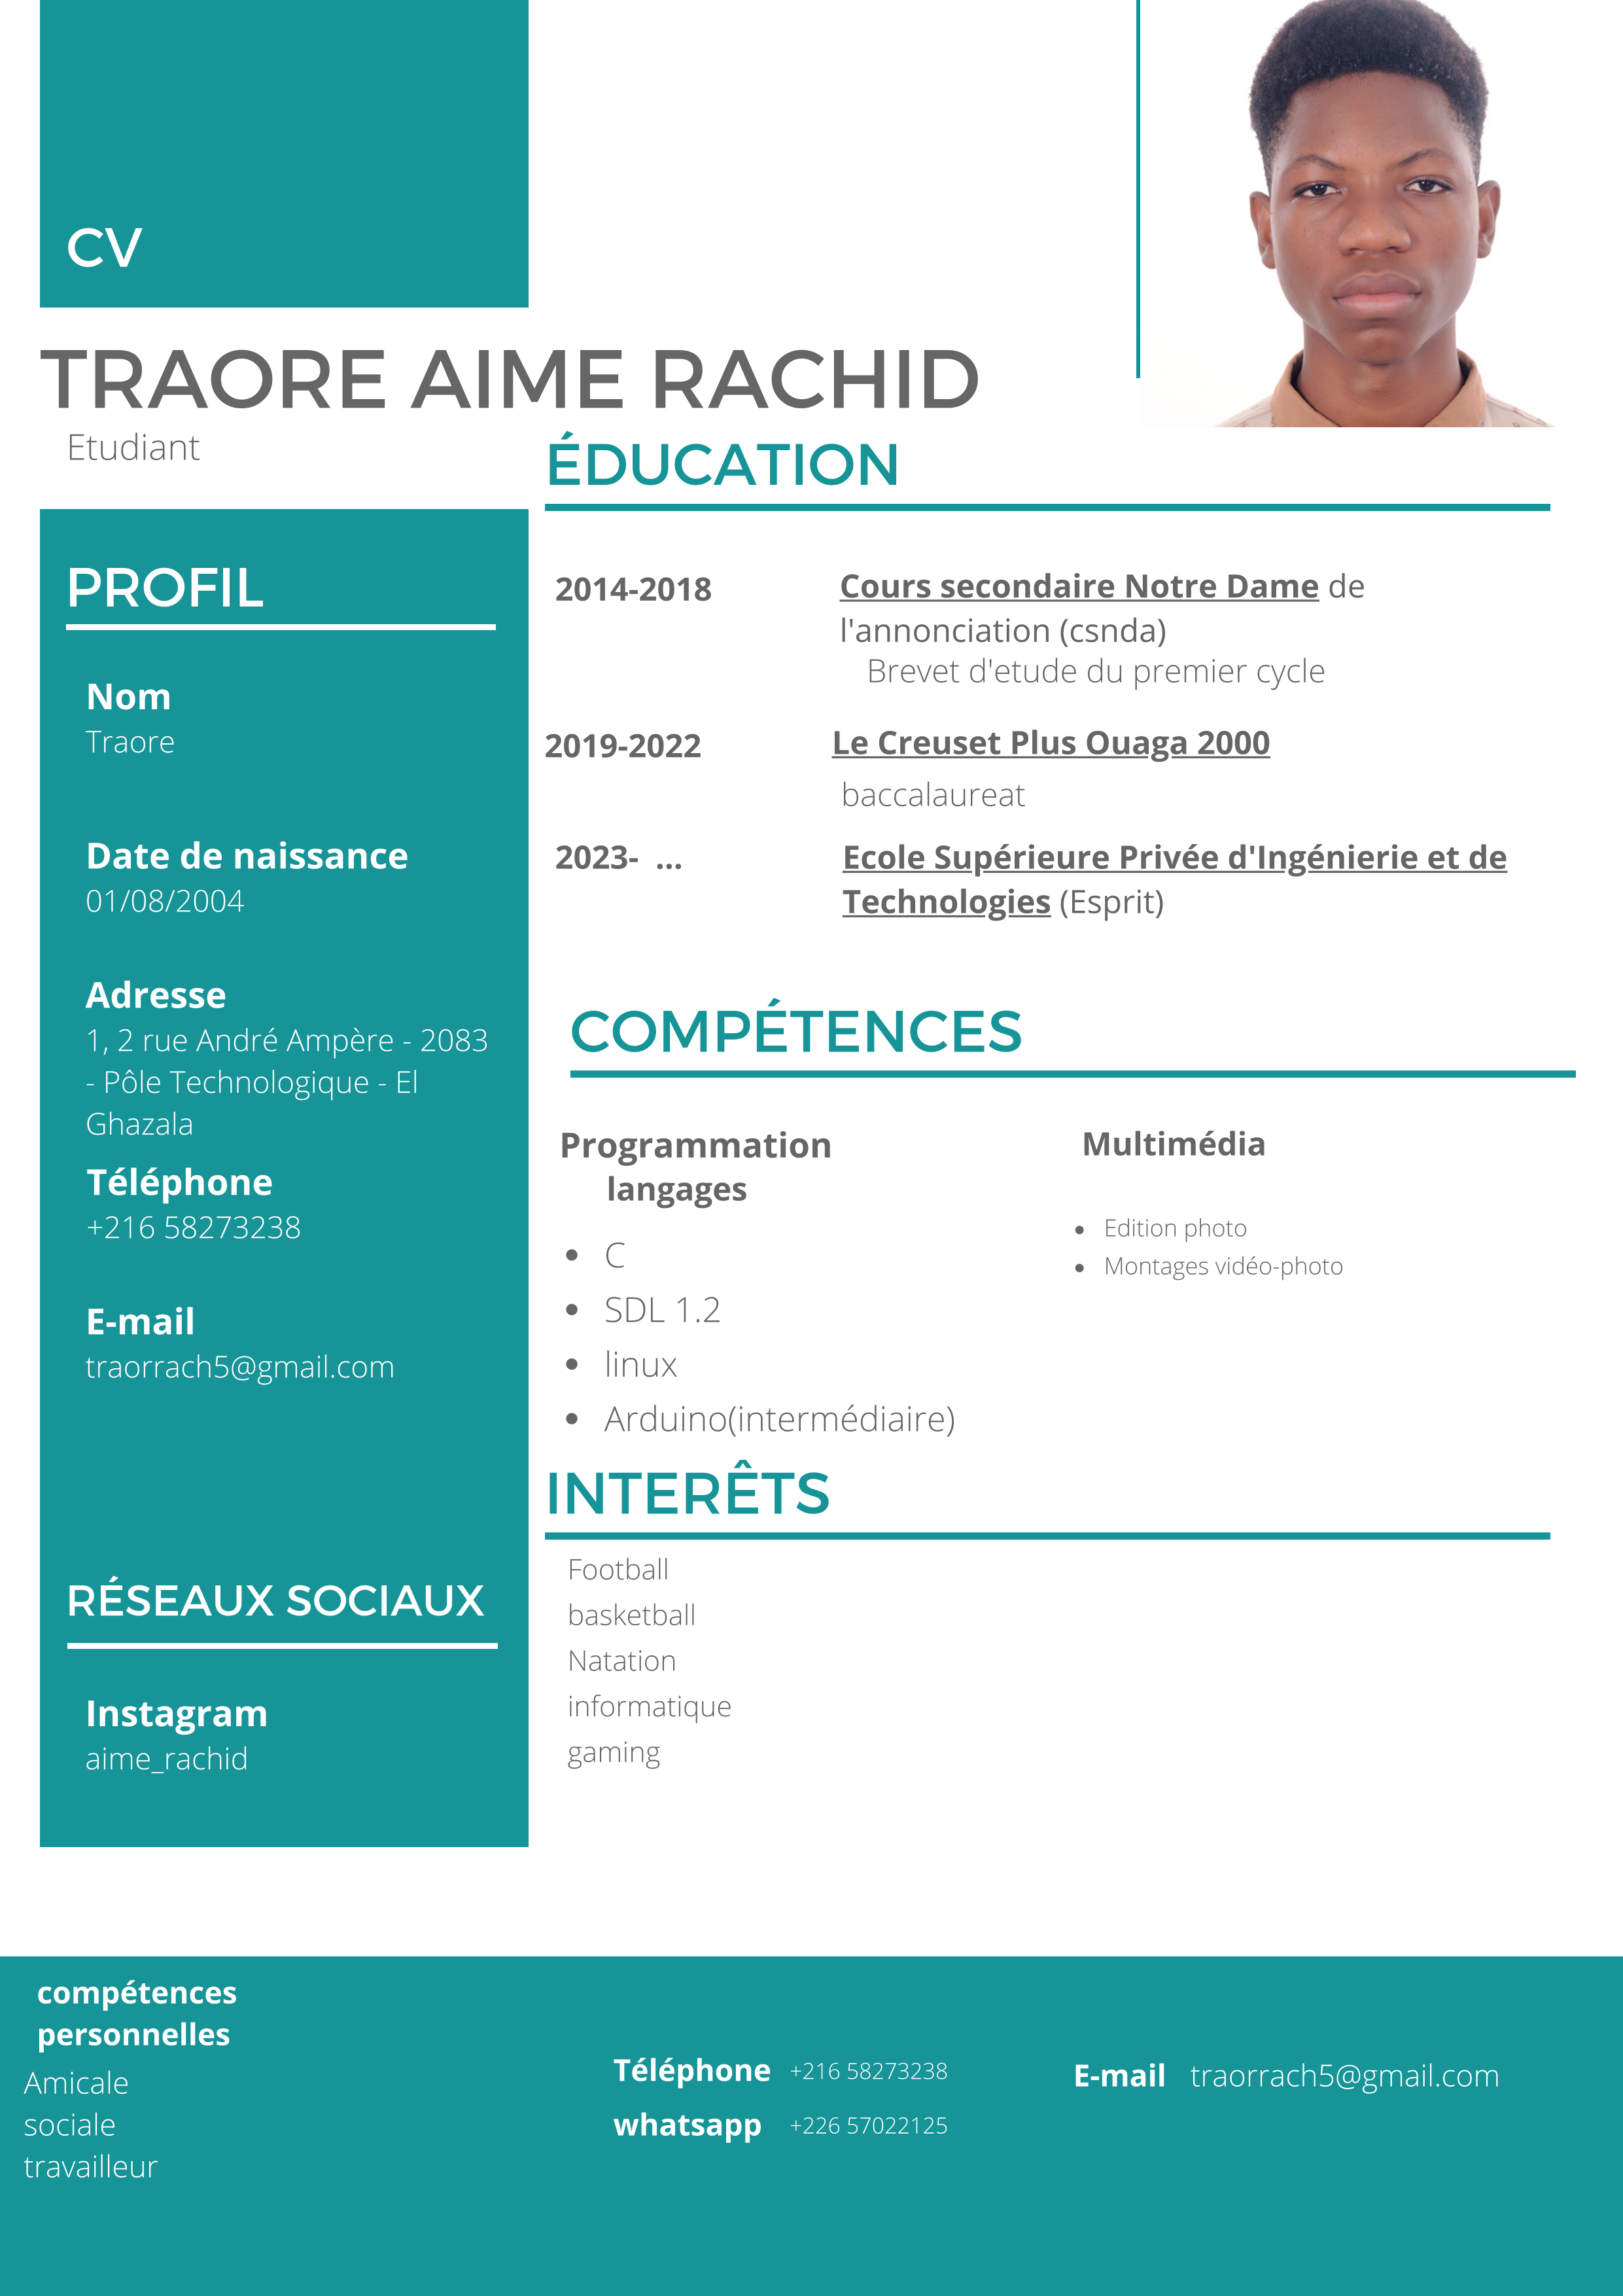 CV
TRAORE AIME RACHID
Etudiant
PROFIL
Nom
Traore
Date de naissance
01/08/2004
Adresse
1, 2 rue André Ampère - 2083
- Pôle Technologique - El
Ghazala
Téléphone
+216 58273238
E-mail
traorrach5@gmail.com
RÉSEAUX SOCIAUX
Instagram
aime_rachid
ÉDUCATION
2014-2018
Cours secondaire Notre Dame de
l'annonciation (csnda)
Brevet d'etude du premier cycle
2019-2022
Le Creuset Plus Ouaga 2000
baccalaureat
2023- ...
Ecole Supérieure Privée d'Ingénierie et de
Technologies (Esprit)
COMPÉTENCES
Programmation
langages
• C
• SDL 1.2
• linux
• Arduino(intermédiaire)
Multimédia
• Edition photo
• Montages vidéo-photo
INTERÊTS
Football
basketball
Natation
informatique
gaming
compétences
personnelles
Amicale
sociale
travailleur
Téléphone +216 58273238
whatsapp +226 57022125
E-mail traorrach5@gmail.com